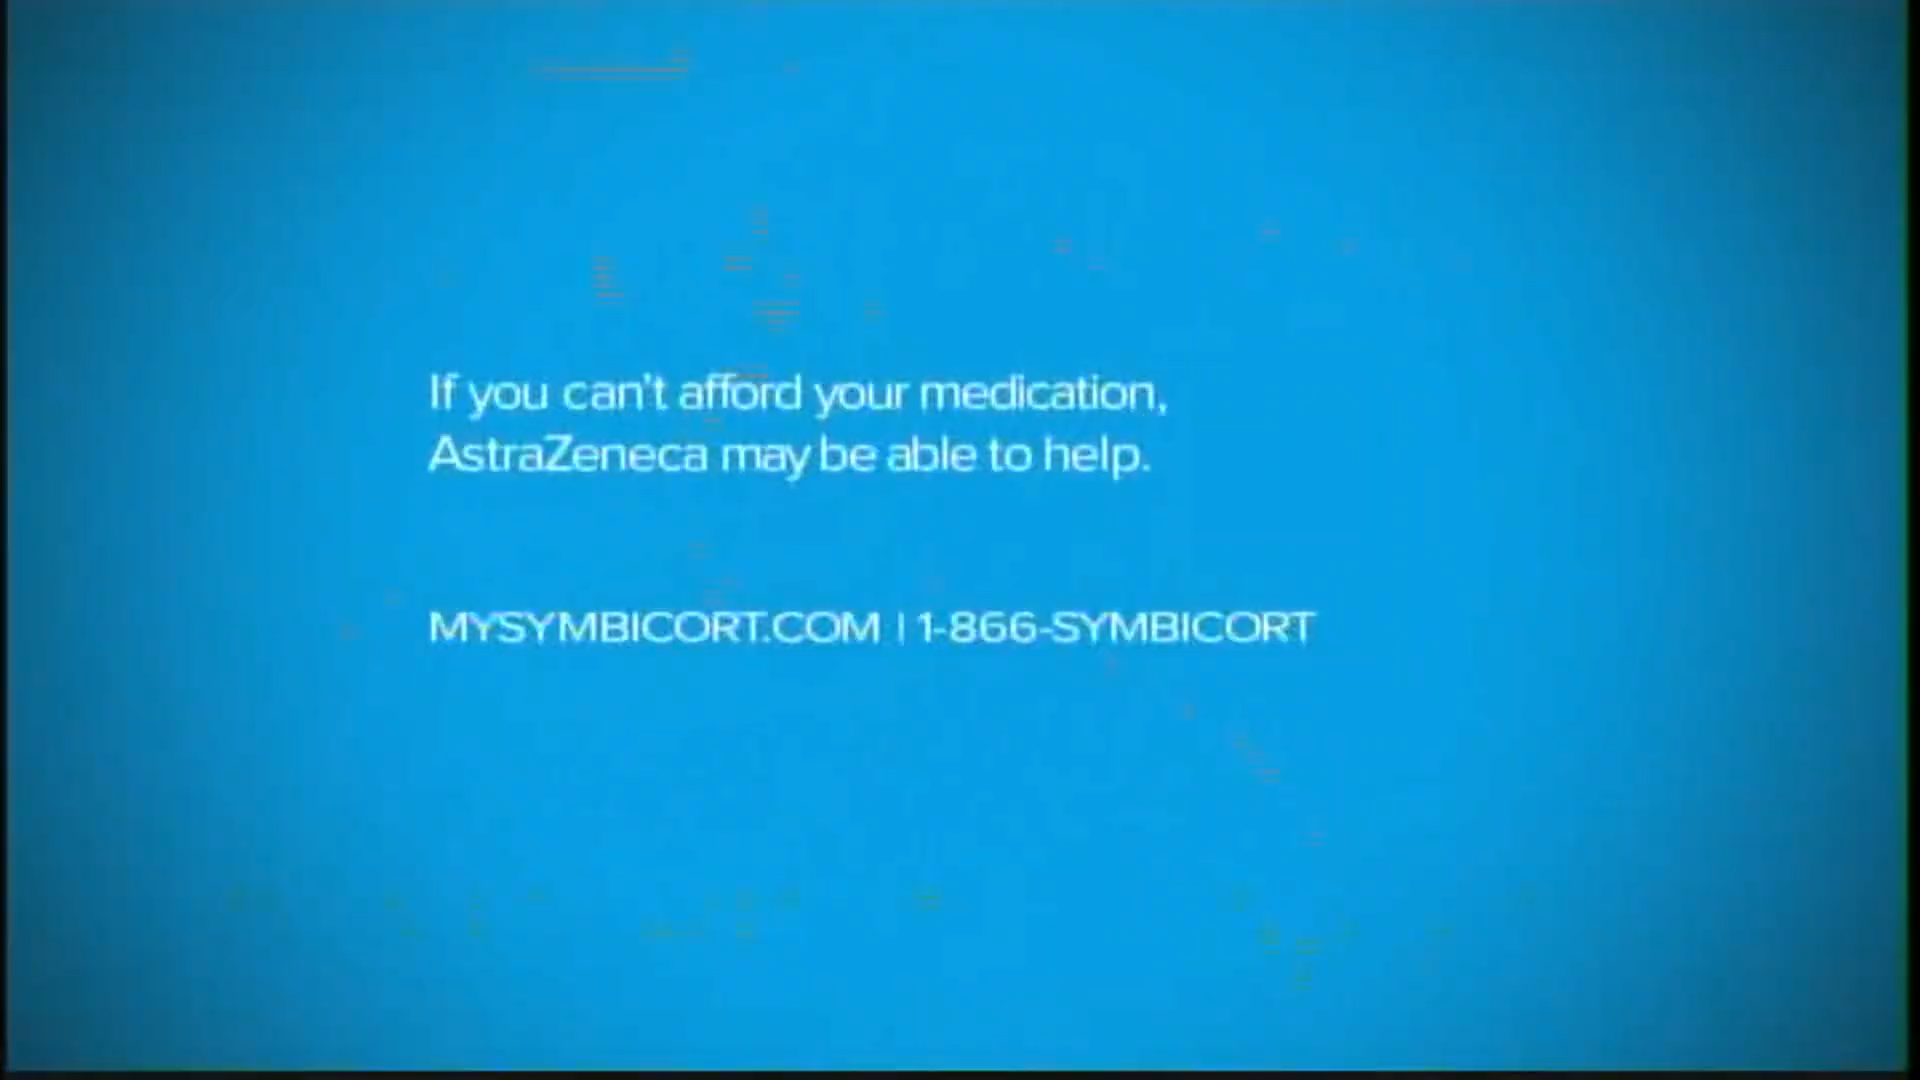 If you can't afford your medication,
AstraZeneca may be able to help.
MYSYMBICORT.COM | 1-866-SYMBICORT